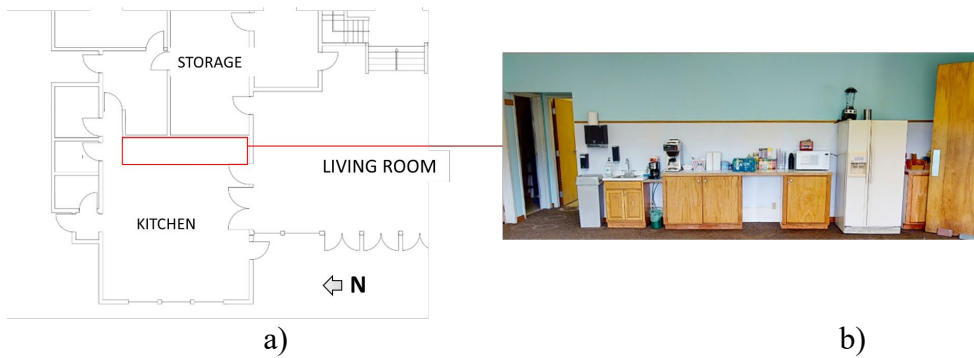 STORAGE
LIVING ROOM
KITCHEN
N
a)
b)